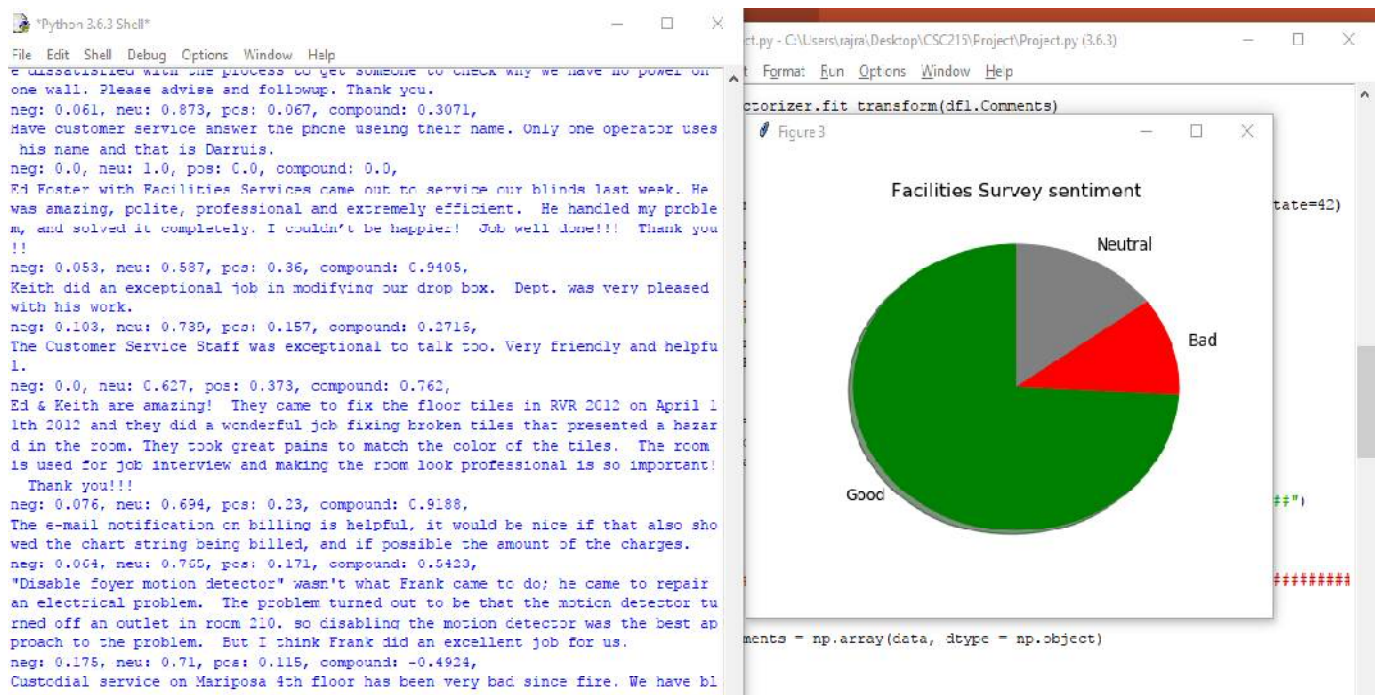 *Python 3.6.3 Shell*
File Edit Shell Debug Options Window Help
e dissatisfied with the process to get someone to check why we have no power on
one wall. Please advise and followup. Thank you.
neg: 0.061, neu: 0.873, pos: 0.067, compound: 0.3071,
Have customer service answer the phone useing their name. Only one operator uses
his name and that is Darruis.
neg: 0.0, neu: 1.0, pos: 0.0, compound: 0.0,
Ed Foster with Facilities Services came out to service our blinds last week. He
was amazing, polite, professional and extremely efficient. He handled my proble
m, and solved it completely. I couldn't be happier! Job well done!!! Thank you
!!
neg: 0.053, neu: 0.587, pos: 0.36, compound: 0.9405,
Keith did an exceptional job in modifying our drop box. Dept. was very pleased
with his work.
neg: 0.103, neu: 0.739, pos: 0.157, compound: 0.2716,
The Customer Service Staff was exceptional to talk too. Very friendly and helpfu
l.
neg: 0.0, neu: 0.627, pos: 0.373, compound: 0.762,
Ed & Keith are amazing! They came to fix the floor tiles in RVR 2012 on April 1
1th 2012 and they did a wonderful job fixing broken tiles that presented a hazar
d in the room. They took great pains to match the color of the tiles. The room
is used for job interview and making the room look professional is so important!
Thank you!!!
neg: 0.076, neu: 0.694, pos: 0.23, compound: 0.9188,
The e-mail notification on billing is helpful, it would be nice if that also sho
wed the chart string being billed, and if possible the amount of the charges.
neg: 0.064, neu: 0.765, pos: 0.171, compound: 0.5423,
"Disable foyer motion detector" wasn't what Frank came to do; he came to repair
an electrical problem. The problem turned out to be that the motion detector tu
rned off an outlet in room 210. so disabling the motion detector was the best ap
proach to the problem. But I think Frank did an excellent job for us.
neg: 0.175, neu: 0.71, pos: 0.115, compound: -0.4924,
Custodial service on Mariposa 4th floor has been very bad since fire. We have bl
ct.py - C:\Users\rajra\Desktop\CSC215\Project\Project.py (3.6.3)
t Format Run Options Window Help
ctorizer.fit_transform(df1.Comments)
Figure 3
Facilities Survey sentiment
tate=42)
Neutral
Bad
Good
##")
#########
ments = np.array(data, dtype = np.object)